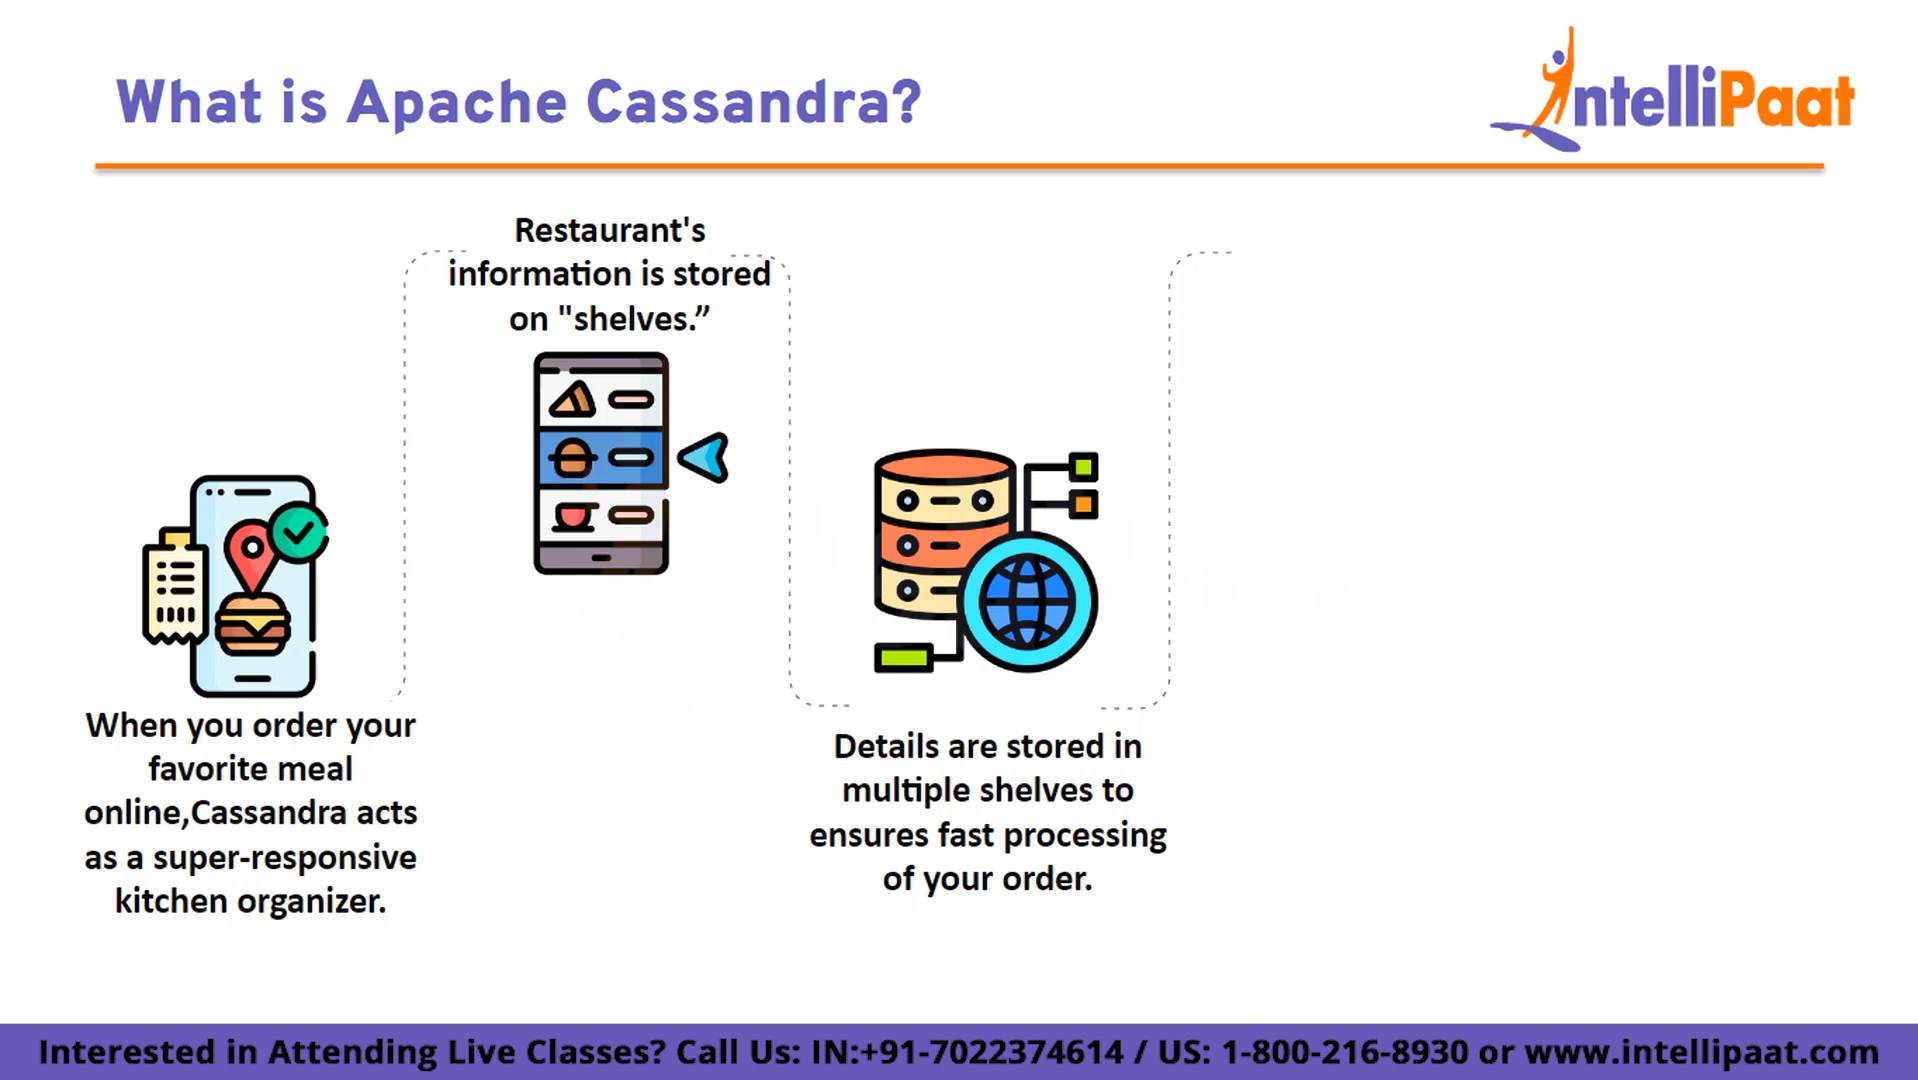 What is Apache Cassandra?
IntelliPaat
Restaurant's
information is stored
on "shelves.”
When you order your
favorite meal
online,Cassandra acts
as a super-responsive
kitchen organizer.
Details are stored in
multiple shelves to
ensures fast processing
of your order.
Interested in Attending Live Classes? Call Us: IN:+91-7022374614 / US: 1-800-216-8930 or www.intellipaat.com